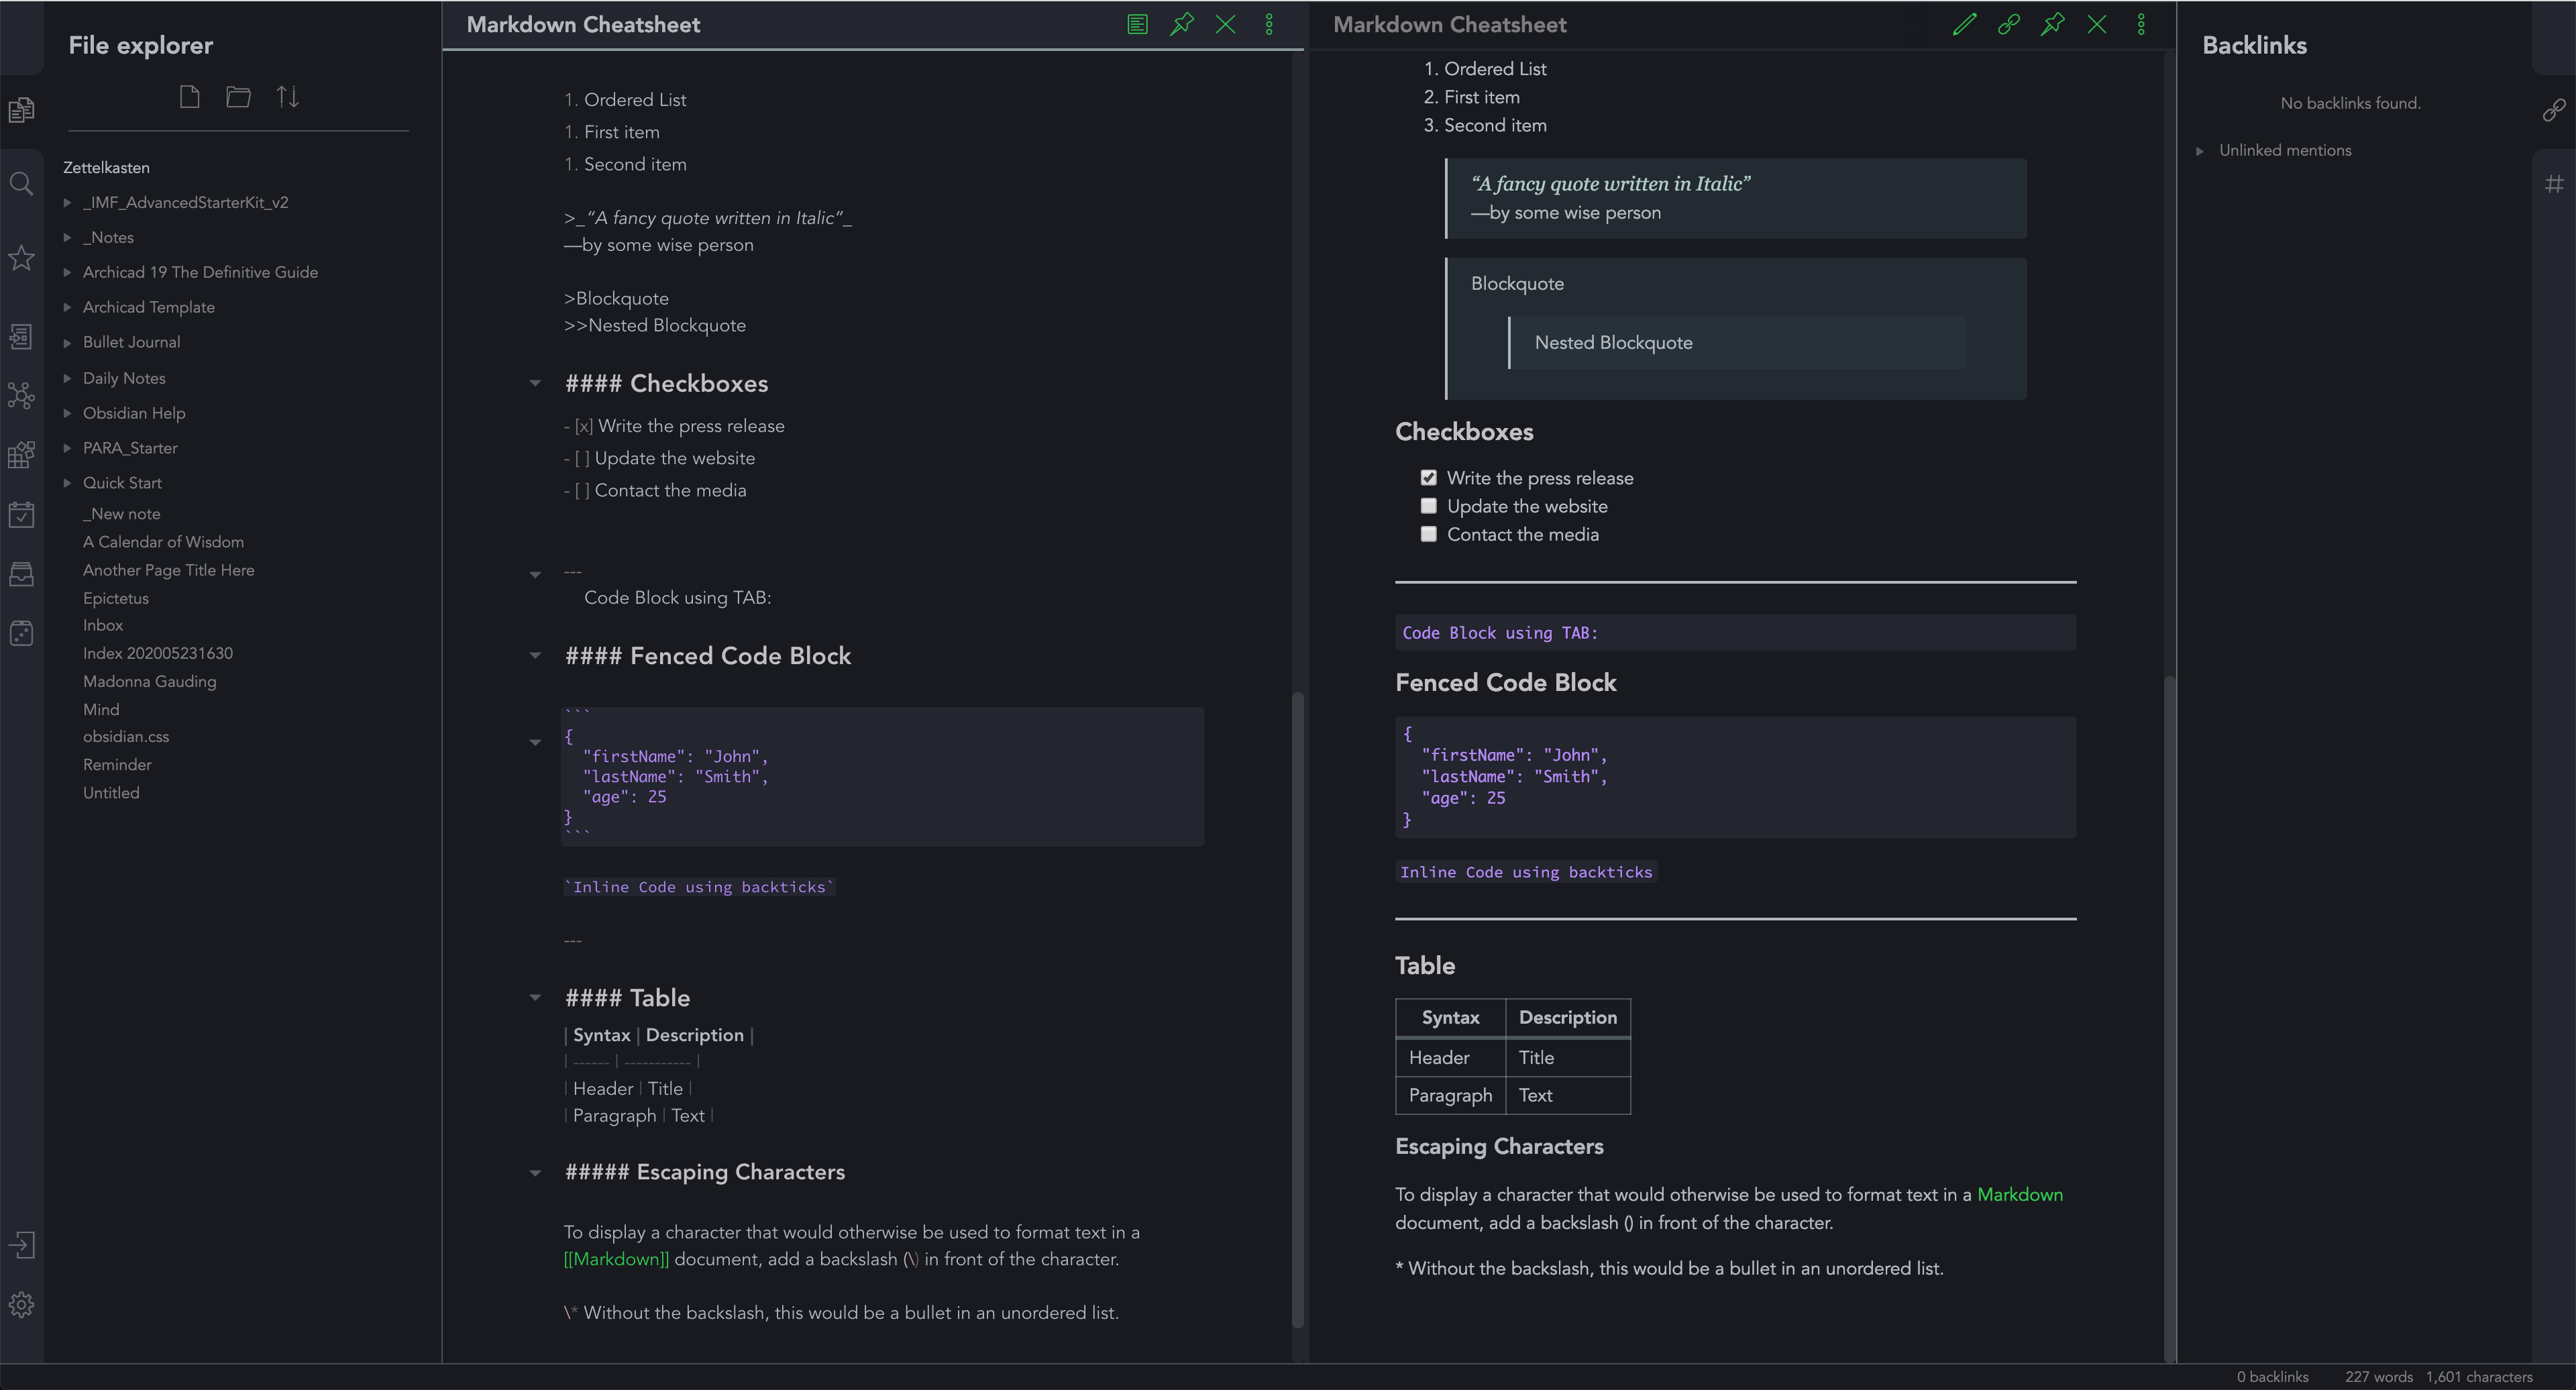 File explorer
Zettelkasten
_IMF_AdvancedStarterKit_v2
_Notes
Archicad 19 The Definitive Guide
Archicad Template
Bullet Journal
Daily Notes
Obsidian Help
PARA_Starter
Quick Start
_New note
A Calendar of Wisdom
Another Page Title Here
Epictetus
Inbox
Index 202005231630
Madonna Gauding
Mind
obsidian.css
Reminder
Untitled
Markdown Cheatsheet
1. Ordered List
1. First item
1. Second item
>_“A fancy quote written in Italic”_
—by some wise person
>Blockquote
>>Nested Blockquote
#### Checkboxes
- [x] Write the press release
- [ ] Update the website
- [ ] Contact the media
---
Code Block using TAB:
#### Fenced Code Block
```
{
"firstName": "John",
"lastName": "Smith",
"age": 25
}
```
`Inline Code using backticks`
---
#### Table
| Syntax | Description |
| ------ | ----------- |
| Header | Title |
| Paragraph | Text |
##### Escaping Characters
To display a character that would otherwise be used to format text in a
[[Markdown]] document, add a backslash (\) in front of the character.
\* Without the backslash, this would be a bullet in an unordered list.
Markdown Cheatsheet
1. Ordered List
2. First item
3. Second item
“A fancy quote written in Italic”
—by some wise person
Blockquote
Nested Blockquote
Checkboxes
Write the press release
Update the website
Contact the media
Code Block using TAB:
Fenced Code Block
{
"firstName": "John",
"lastName": "Smith",
"age": 25
}
Inline Code using backticks
Table
Syntax Description
Header Title
Paragraph Text
Escaping Characters
To display a character that would otherwise be used to format text in a Markdown
document, add a backslash () in front of the character.
* Without the backslash, this would be a bullet in an unordered list.
Backlinks
No backlinks found.
Unlinked mentions
0 backlinks 227 words 1,601 characters